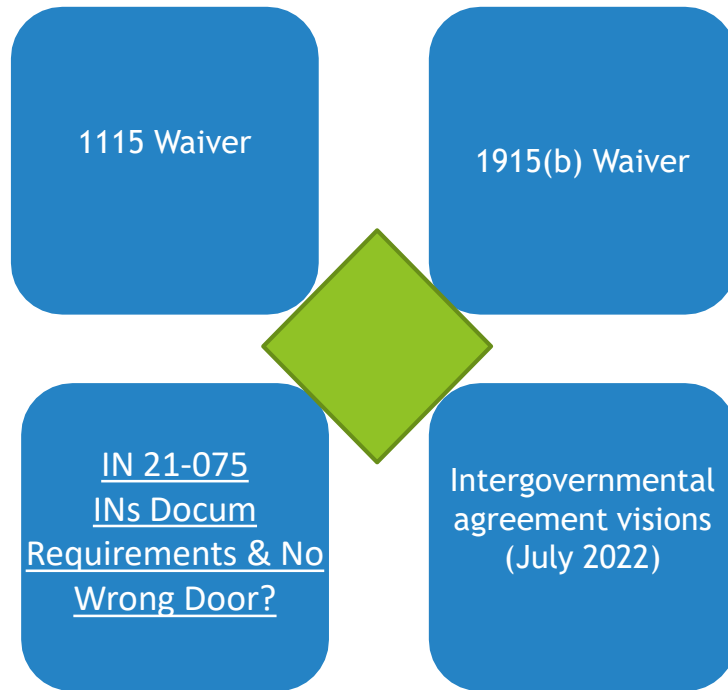 1115 Waiver
1915(b) Waiver
IN 21-075
INs Docum
Requirements & No
Wrong Door?
Intergovernmental
agreement visions
(July 2022)